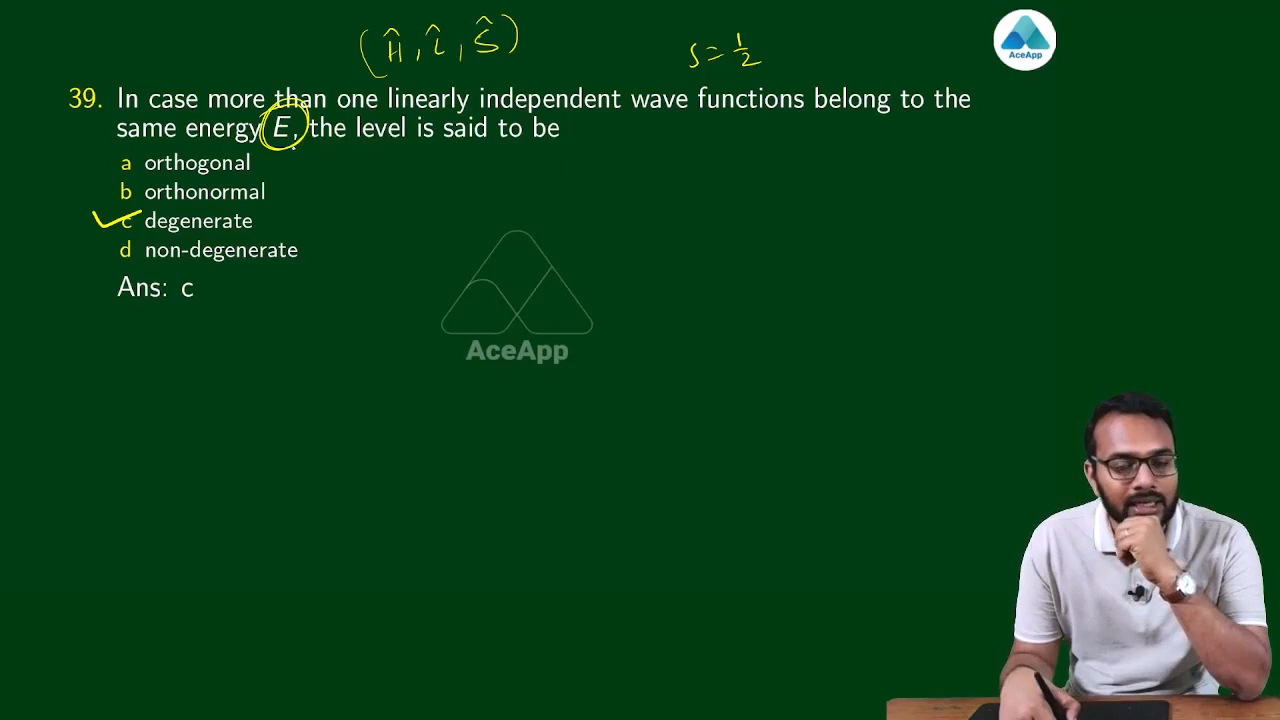 (Ĥ, L̂, Ŝ)
s = 1/2
AceApp
39. In case more than one linearly independent wave functions belong to the
same energy E, the level is said to be
a orthogonal
b orthonormal
c degenerate
d non-degenerate
Ans: c
AceApp